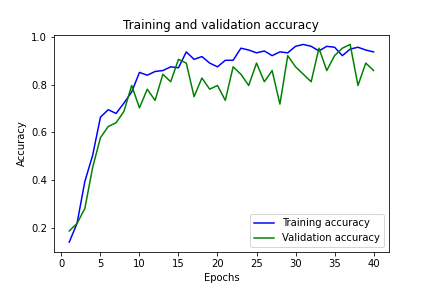 Training and validation accuracy
1.0
0.8
0.6
0.4
0.2
Accuracy
0 5 10 15 20 25 30 35 40
Epochs
Training accuracy
Validation accuracy